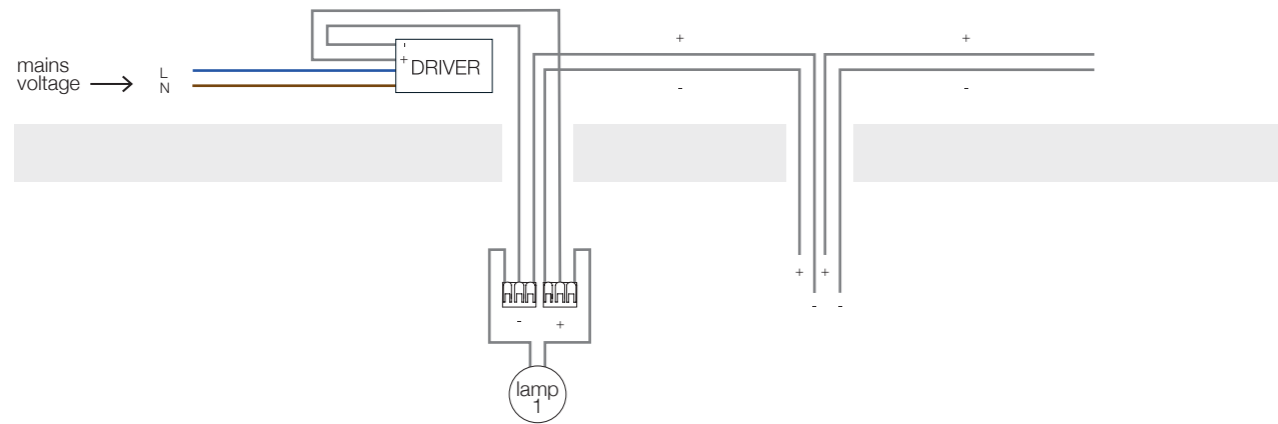 mains
voltage
L
N
-
+ DRIVER
+
-
+
-
+ +
- -
- +
lamp
1